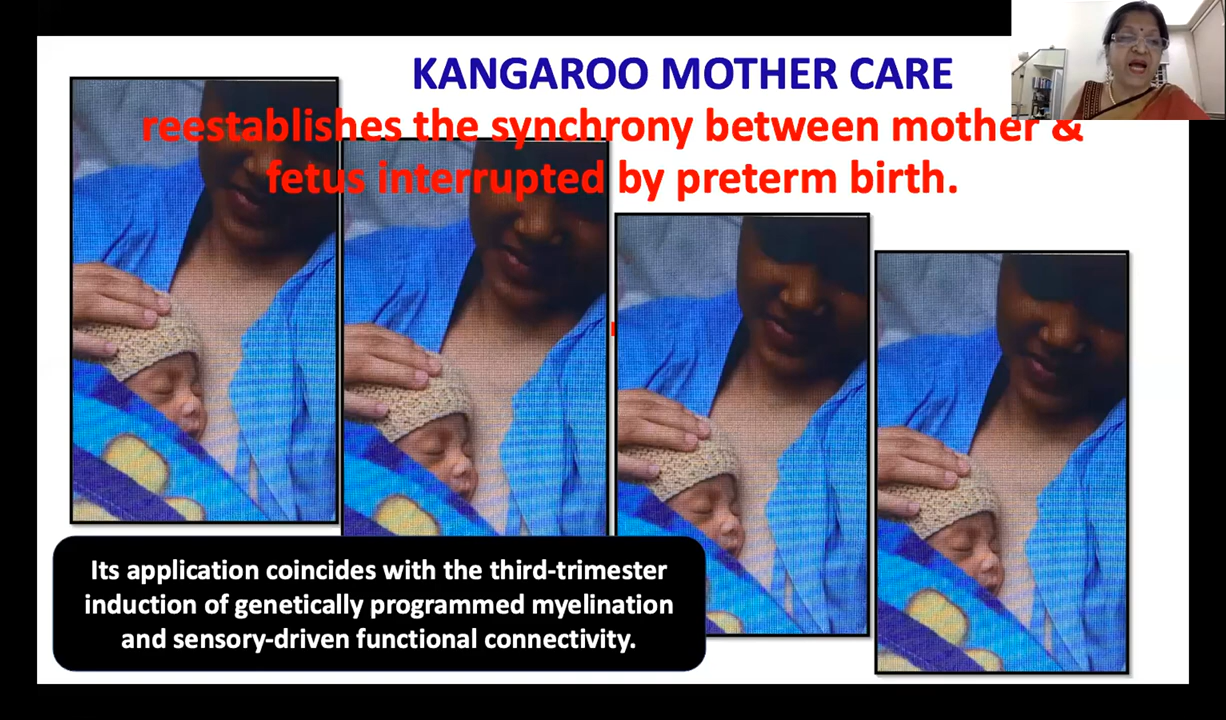 KANGAROO MOTHER CARE
reestablishes the synchrony between mother &
fetus interrupted by preterm birth.
Its application coincides with the third-trimester
induction of genetically programmed myelination
and sensory-driven functional connectivity.